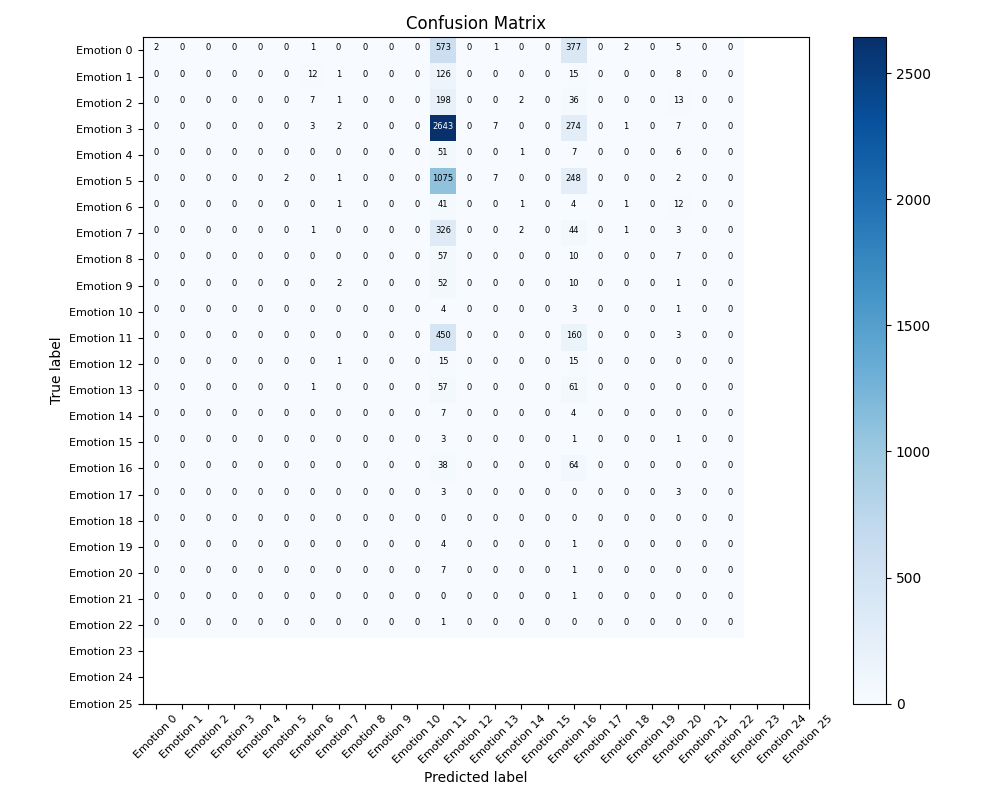 Confusion Matrix
Emotion 0 2 0 0 0 0 0 1 0 0 0 0 573 0 1 0 0 377 0 2 0 5 0 0
Emotion 1 0 0 0 0 0 0 12 1 0 0 0 126 0 0 0 0 15 0 0 0 8 0 0
Emotion 2 0 0 0 0 0 0 7 1 0 0 0 198 0 0 2 0 36 0 0 0 13 0 0
Emotion 3 0 0 0 0 0 0 3 2 0 0 0 2643 0 7 0 0 274 0 1 0 7 0 0
Emotion 4 0 0 0 0 0 0 0 0 0 0 0 51 0 0 1 0 7 0 0 0 6 0 0
Emotion 5 0 0 0 0 0 2 0 1 0 0 0 1075 0 7 0 0 248 0 0 0 2 0 0
Emotion 6 0 0 0 0 0 0 0 1 0 0 0 41 0 0 1 0 4 0 1 0 12 0 0
Emotion 7 0 0 0 0 0 0 1 0 0 0 0 326 0 0 2 0 44 0 1 0 3 0 0
Emotion 8 0 0 0 0 0 0 0 0 0 0 0 57 0 0 0 0 10 0 0 0 7 0 0
Emotion 9 0 0 0 0 0 0 0 2 0 0 0 52 0 0 0 0 10 0 0 0 1 0 0
Emotion 10 0 0 0 0 0 0 0 0 0 0 0 4 0 0 0 0 3 0 0 0 1 0 0
Emotion 11 0 0 0 0 0 0 0 0 0 0 0 450 0 0 0 0 160 0 0 0 3 0 0
Emotion 12 0 0 0 0 0 0 0 1 0 0 0 15 0 0 0 0 15 0 0 0 0 0 0
Emotion 13 0 0 0 0 0 0 1 0 0 0 0 57 0 0 0 0 61 0 0 0 0 0 0
Emotion 14 0 0 0 0 0 0 0 0 0 0 0 7 0 0 0 0 4 0 0 0 0 0 0
Emotion 15 0 0 0 0 0 0 0 0 0 0 0 3 0 0 0 0 1 0 0 0 1 0 0
Emotion 16 0 0 0 0 0 0 0 0 0 0 0 38 0 0 0 0 64 0 0 0 0 0 0
Emotion 17 0 0 0 0 0 0 0 0 0 0 0 3 0 0 0 0 0 0 0 0 3 0 0
Emotion 18 0 0 0 0 0 0 0 0 0 0 0 0 0 0 0 0 0 0 0 0 0 0 0
Emotion 19 0 0 0 0 0 0 0 0 0 0 0 4 0 0 0 0 1 0 0 0 0 0 0
Emotion 20 0 0 0 0 0 0 0 0 0 0 0 7 0 0 0 0 1 0 0 0 0 0 0
Emotion 21 0 0 0 0 0 0 0 0 0 0 0 0 0 0 0 0 1 0 0 0 0 0 0
Emotion 22 0 0 0 0 0 0 0 0 0 0 0 1 0 0 0 0 0 0 0 0 0 0 0
Emotion 23
Emotion 24
Emotion 25
True label
Emotion 0 Emotion 1 Emotion 2 Emotion 3 Emotion 4 Emotion 5 Emotion 6 Emotion 7 Emotion 8 Emotion 9 Emotion 10 Emotion 11 Emotion 12 Emotion 13 Emotion 14 Emotion 15 Emotion 16 Emotion 17 Emotion 18 Emotion 19 Emotion 20 Emotion 21 Emotion 22 Emotion 23 Emotion 24 Emotion 25
Predicted label
2500
2000
1500
1000
500
0